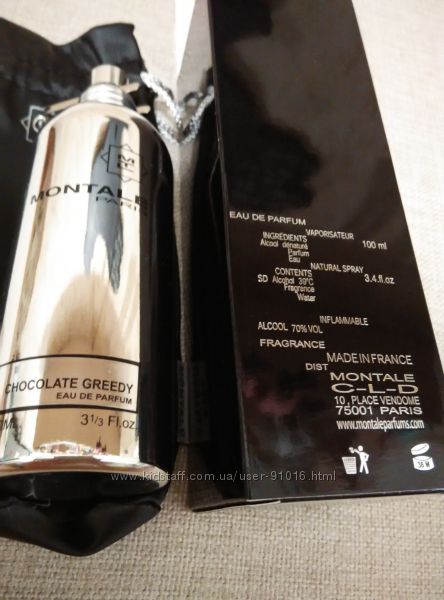 MONTALE
PARIS
CHOCOLATE GREEDY
EAU DE PARFUM
ML
3 1/3 Fl.oz.
EAU DE PARFUM
VAPORISATEUR
INGRÉDIENTS
100 ml
Alcool dénaturé
Parfum
Eau
NATURAL SPRAY
CONTENTS
3.4.fl.oz
SD Alcohol 39°C
Fragrance
Water
INFLAMMABLE
ALCOOL 70% VOL
FRAGRANCE
MADE IN FRANCE
DIST
MONTALE
C-L-D
10, PLACE VENDOME
75001 PARIS
www.montaleparfums.com
36 M
www.kidstaff.com.ua/user-91016.html